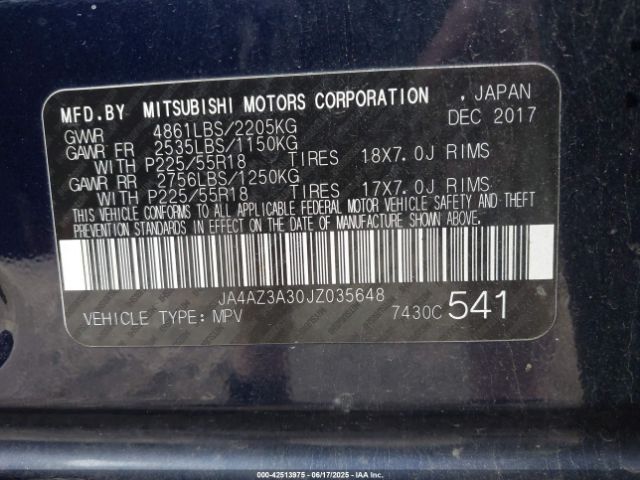 MFD.BY MITSUBISHI MOTORS CORPORATION , JAPAN
GVWR 4861LBS/2205KG DEC 2017
GAWR FR 2535LBS/1150KG
WITH P225/55R18 TIRES 18X7.0J RIMS
GAWR RR 2756LBS/1250KG
WITH P225/55R18 TIRES 17X7.0J RIMS
THIS VEHICLE CONFORMS TO ALL APPLICABLE FEDERAL MOTOR VEHICLE SAFETY AND THEFT
PREVENTION STANDARDS IN EFFECT ON THE DATE OF MANUFACTURE SHOWN ABOVE.
JA4AZ3A30JZ035648
VEHICLE TYPE: MPV 7430C 541
000-42513975 - 06/17/2025 - IAAI.com